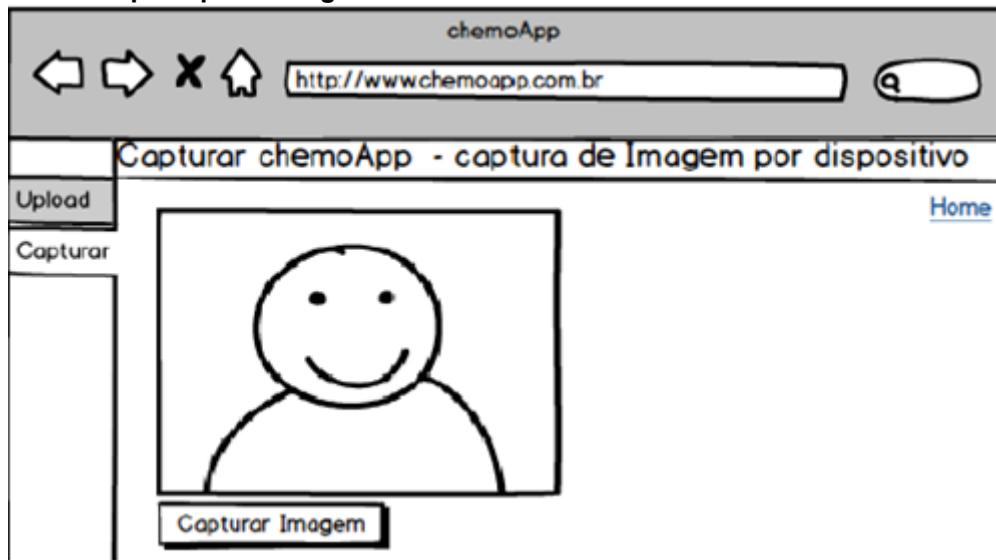 chemoApp
http://www.chemoapp.com.br
Capturar chemoApp - captura de Imagem por dispositivo
Upload
Home
Capturar
Capturar Imagem